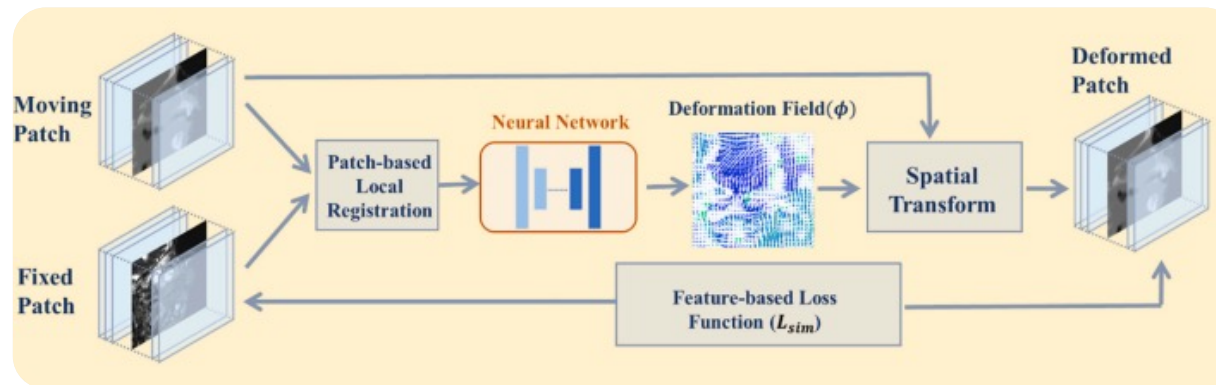 Moving
Patch
Fixed
Patch
Patch-based
Local
Registration
Neural Network
Deformation Field(ϕ)
Spatial
Transform
Deformed
Patch
Feature-based Loss
Function (L_sim)